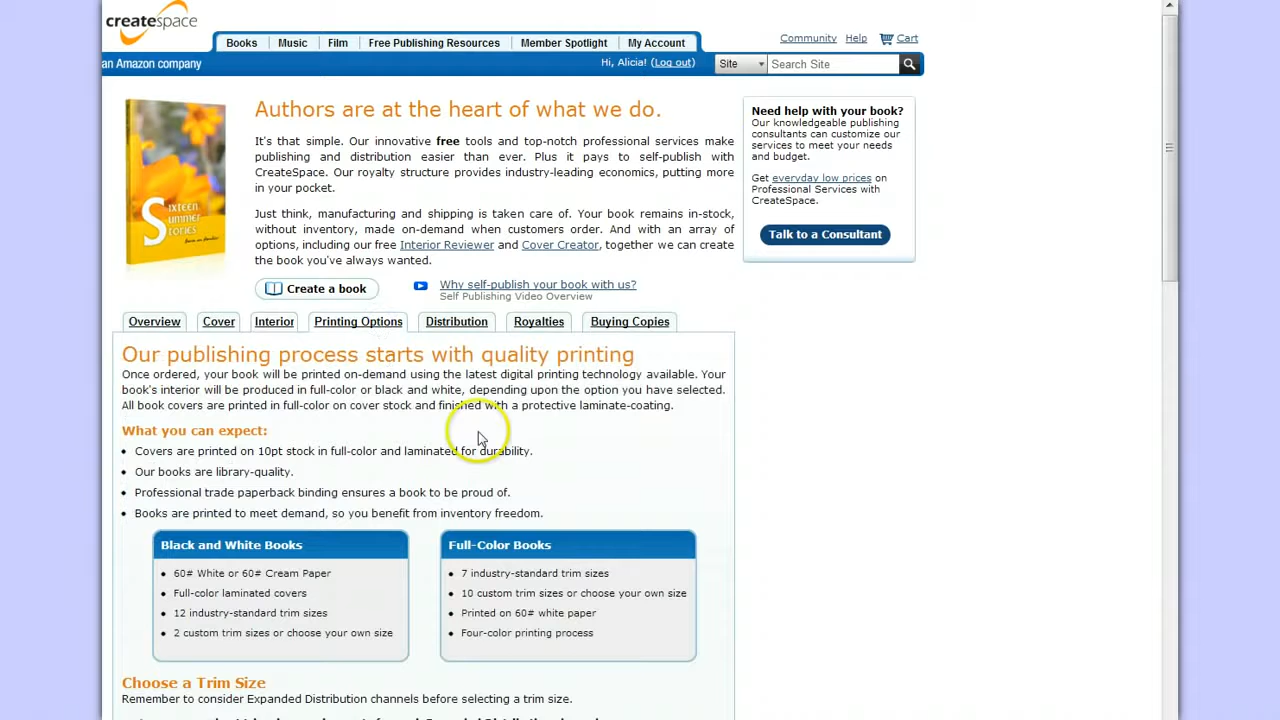 createspace
Books Music Film Free Publishing Resources Member Spotlight My Account
Community Help Cart
an Amazon company
Hi, Alicia! (Log out)
Site
Search Site
Authors are at the heart of what we do.
It's that simple. Our innovative free tools and top-notch professional services make
publishing and distribution easier than ever. Plus it pays to self-publish with
CreateSpace. Our royalty structure provides industry-leading economics, putting more
in your pocket.
Just think, manufacturing and shipping is taken care of. Your book remains in-stock,
without inventory, made on-demand when customers order. And with an array of
options, including our free Interior Reviewer and Cover Creator, together we can create
the book you've always wanted.
Sixteen
Summer
Stories
Create a book
Why self-publish your book with us?
Self Publishing Video Overview
Need help with your book?
Our knowledgeable publishing
consultants can customize our
services to meet your needs
and budget.
Get everyday low prices on
Professional Services with
CreateSpace.
Talk to a Consultant
Overview Cover Interior Printing Options Distribution Royalties Buying Copies
Our publishing process starts with quality printing
Once ordered, your book will be printed on-demand using the latest digital printing technology available. Your
book's interior will be produced in full-color or black and white, depending upon the option you have selected.
All book covers are printed in full-color on cover stock and finished with a protective laminate-coating.
What you can expect:
• Covers are printed on 10pt stock in full-color and laminated for durability.
• Our books are library-quality.
• Professional trade paperback binding ensures a book to be proud of.
• Books are printed to meet demand, so you benefit from inventory freedom.
Black and White Books
• 60# White or 60# Cream Paper
• Full-color laminated covers
• 12 industry-standard trim sizes
• 2 custom trim sizes or choose your own size
Full-Color Books
• 7 industry-standard trim sizes
• 10 custom trim sizes or choose your own size
• Printed on 60# white paper
• Four-color printing process
Choose a Trim Size
Remember to consider Expanded Distribution channels before selecting a trim size.